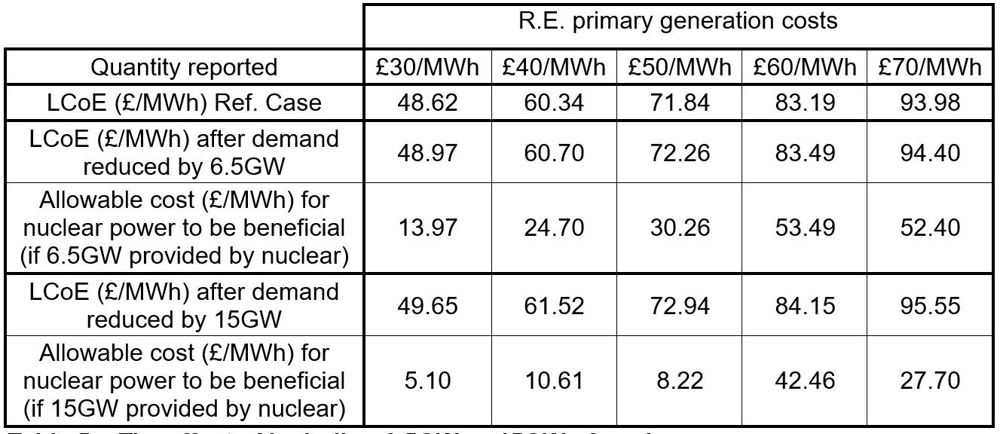 R.E. primary generation costs
Quantity reported £30/MWh £40/MWh £50/MWh £60/MWh £70/MWh
LCoE (£/MWh) Ref. Case 48.62 60.34 71.84 83.19 93.98
LCoE (£/MWh) after demand
reduced by 6.5GW 48.97 60.70 72.26 83.49 94.40
Allowable cost (£/MWh) for
nuclear power to be beneficial
(if 6.5GW provided by nuclear) 13.97 24.70 30.26 53.49 52.40
LCoE (£/MWh) after demand
reduced by 15GW 49.65 61.52 72.94 84.15 95.55
Allowable cost (£/MWh) for
nuclear power to be beneficial
(if 15GW provided by nuclear) 5.10 10.61 8.22 42.46 27.70